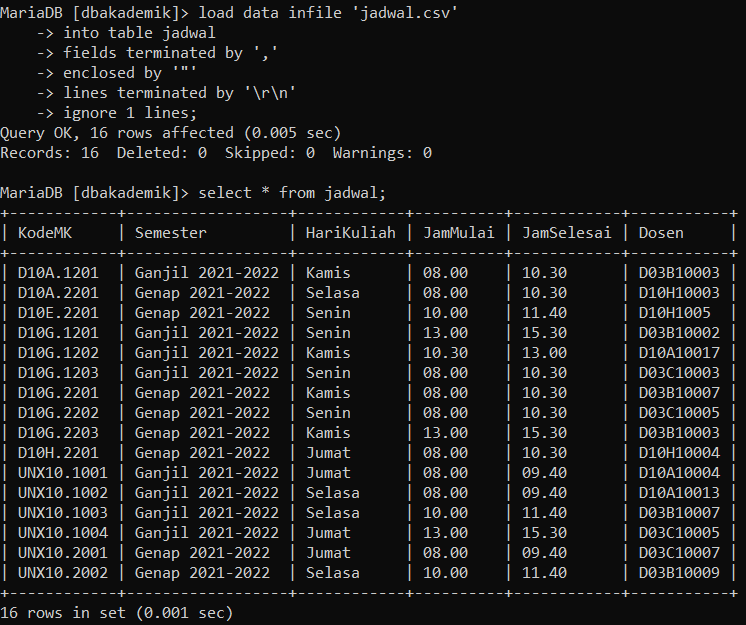 MariaDB [dbakademik]> load data infile 'jadwal.csv'
    -> into table jadwal
    -> fields terminated by ','
    -> enclosed by '"'
    -> lines terminated by '\r\n'
    -> ignore 1 lines;
Query OK, 16 rows affected (0.005 sec)
Records: 16  Deleted: 0  Skipped: 0  Warnings: 0

MariaDB [dbakademik]> select * from jadwal;
+------------+------------------+------------+----------+------------+-----------+
| KodeMK     | Semester         | HariKuliah | JamMulai | JamSelesai | Dosen     |
+------------+------------------+------------+----------+------------+-----------+
| D10A.1201  | Ganjil 2021-2022 | Kamis      | 08.00    | 10.30      | D03B10003 |
| D10A.2201  | Genap 2021-2022  | Selasa     | 08.00    | 10.30      | D10H10003 |
| D10E.2201  | Genap 2021-2022  | Senin      | 10.00    | 11.40      | D10H1005  |
| D10G.1201  | Ganjil 2021-2022 | Senin      | 13.00    | 15.30      | D03B10002 |
| D10G.1202  | Ganjil 2021-2022 | Kamis      | 10.30    | 13.00      | D10A10017 |
| D10G.1203  | Ganjil 2021-2022 | Senin      | 08.00    | 10.30      | D03C10003 |
| D10G.2201  | Genap 2021-2022  | Kamis      | 08.00    | 10.30      | D03B10007 |
| D10G.2202  | Genap 2021-2022  | Senin      | 08.00    | 10.30      | D03C10005 |
| D10G.2203  | Genap 2021-2022  | Kamis      | 13.00    | 15.30      | D03B10003 |
| D10H.2201  | Genap 2021-2022  | Jumat      | 08.00    | 10.30      | D10H10004 |
| UNX10.1001 | Ganjil 2021-2022 | Jumat      | 08.00    | 09.40      | D10A10004 |
| UNX10.1002 | Ganjil 2021-2022 | Selasa     | 08.00    | 09.40      | D10A10013 |
| UNX10.1003 | Ganjil 2021-2022 | Selasa     | 10.00    | 11.40      | D03B10007 |
| UNX10.1004 | Ganjil 2021-2022 | Jumat      | 13.00    | 15.30      | D03C10005 |
| UNX10.2001 | Genap 2021-2022  | Jumat      | 08.00    | 09.40      | D03C10007 |
| UNX10.2002 | Genap 2021-2022  | Selasa     | 10.00    | 11.40      | D03B10009 |
+------------+------------------+------------+----------+------------+-----------+
16 rows in set (0.001 sec)